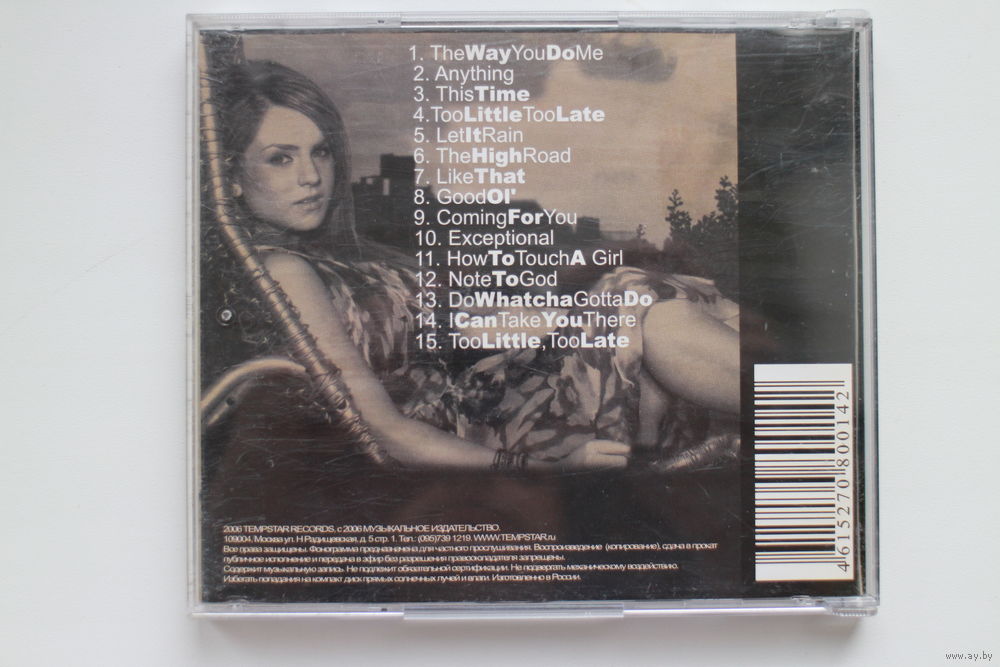 1. TheWayYouDoMe
2. Anything
3. ThisTime
4.TooLittleTooLate
5. LetItRain
6. TheHighRoad
7. LikeThat
8. GoodOl'
9. ComingForYou
10. Exceptional
11. HowToTouchA Girl
12. NoteToGod
13. DoWhatchaGottaDo
14. ICanTakeYouThere
15. TooLittle,TooLate
4615270800142
2006 TEMPSTAR RECORDS, c 2006 МУЗЫКАЛЬНОЕ ИЗДАТЕЛЬСТВО.
109004, Москва ул. Н Радищевская, д. 5 стр. 1. Тел.: (095)739 1219. WWW.TEMPSTAR.ru
Все права защищены. Фонограмма предназначена для частного прослушивания. Воспроизведение (копирование), сдача в прокат
публичное исполнение и передача в эфир без разрешения правообладателя запрещены.
Содержит музыкальную запись. Не подлежит обязательной сертификации. Не подвергать механическому воздействию.
Избегать попадания на компакт диск прямых солнечных лучей и влаги. Изготовлено в России.
www.ay.by